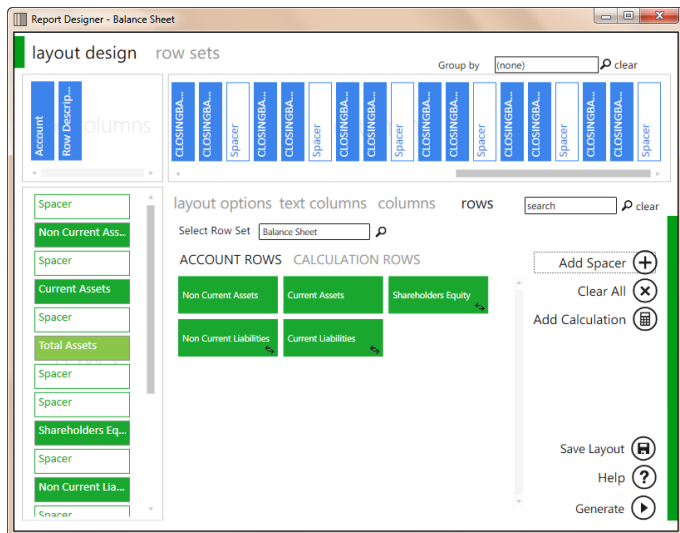 Report Designer - Balance Sheet
layout design row sets
Group by (none) clear
Account
Row Descrip...
olumns
CLOSINGBA...
CLOSINGBA...
Spacer
CLOSINGBA...
CLOSINGBA...
Spacer
CLOSINGBA...
CLOSINGBA...
Spacer
CLOSINGBA...
CLOSINGBA...
Spacer
CLOSINGBA...
CLOSINGBA...
Spacer
CLOSINGBA...
CLOSINGBA...
Spacer
layout options text columns columns rows search clear
Select Row Set Balance Sheet
ACCOUNT ROWS CALCULATION ROWS
Non Current Assets Current Assets Shareholders Equity
Non Current Liabilities Current Liabilities
Spacer
Non Current Ass...
Spacer
Current Assets
Spacer
Total Assets
Spacer
Spacer
Shareholders Eq...
Spacer
Non Current Lia...
Spacer
Add Spacer
Clear All
Add Calculation
Save Layout
Help
Generate